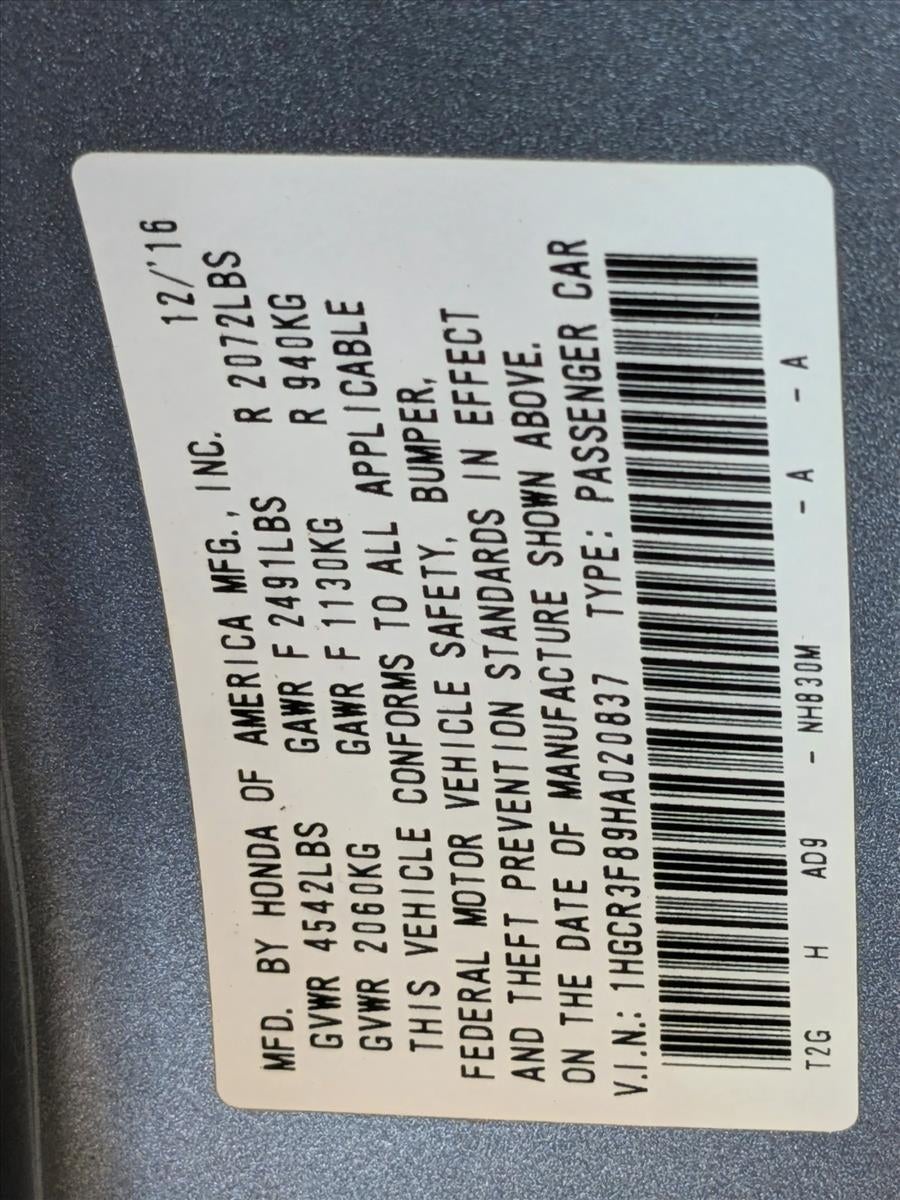 MFD. BY HONDA OF AMERICA MFG., INC. 12/'16
GVWR 4542LBS GAWR F 2491LBS R 2072LBS
GVWR 2060KG GAWR F 1130KG R 940KG
THIS VEHICLE CONFORMS TO ALL APPLICABLE
FEDERAL MOTOR VEHICLE SAFETY, BUMPER,
AND THEFT PREVENTION STANDARDS IN EFFECT
ON THE DATE OF MANUFACTURE SHOWN ABOVE.
V.I.N.: 1HGCR3F89HA020837 TYPE: PASSENGER CAR
T2G H AD9 - NH830M - A - A